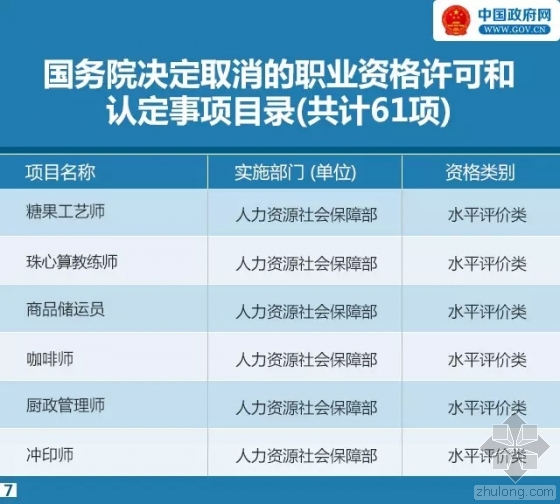 中国政府网
WWW.GOV.CN
国务院决定取消的职业资格许可和
认定事项目录(共计61项)
项目名称 实施部门 (单位) 资格类别
糖果工艺师 人力资源社会保障部 水平评价类
珠心算教练师 人力资源社会保障部 水平评价类
商品储运员 人力资源社会保障部 水平评价类
咖啡师 人力资源社会保障部 水平评价类
厨政管理师 人力资源社会保障部 水平评价类
冲印师 人力资源社会保障部 水平评价类
7
zhulong.com